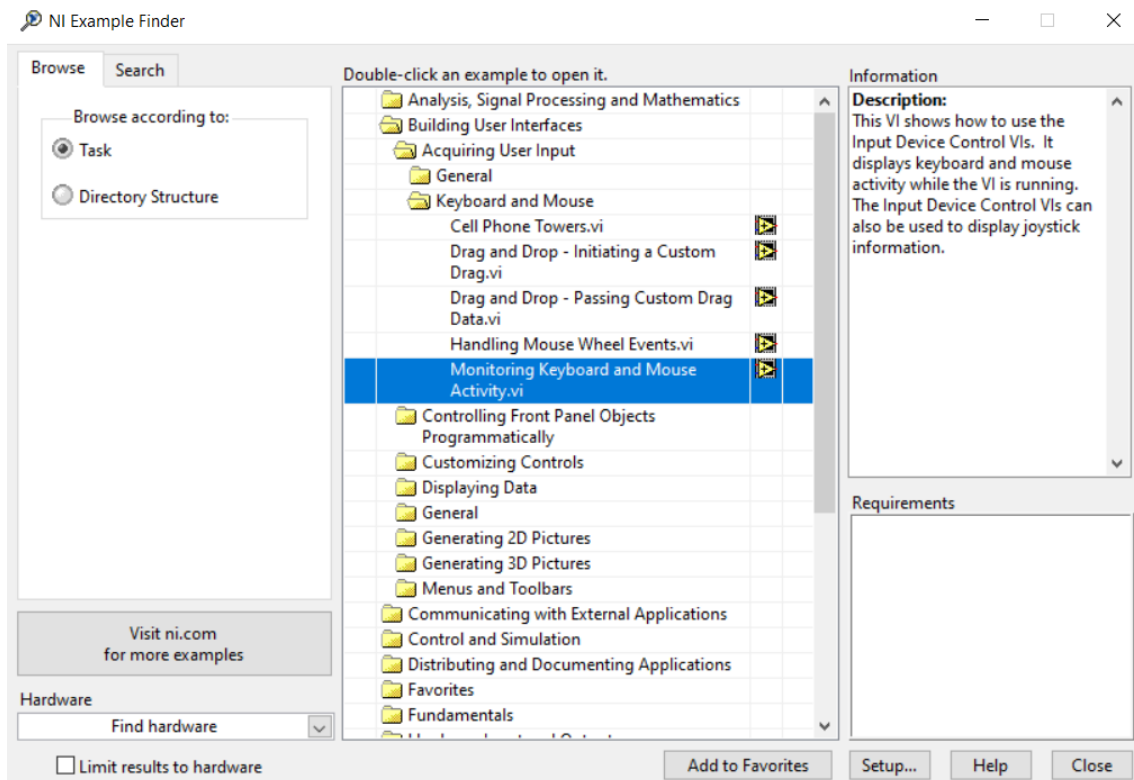 NI Example Finder
Browse
Search
Browse according to:
Task
Directory Structure
Visit ni.com
for more examples
Hardware
Find hardware
Limit results to hardware
Double-click an example to open it.
Analysis, Signal Processing and Mathematics
Building User Interfaces
Acquiring User Input
General
Keyboard and Mouse
Cell Phone Towers.vi
Drag and Drop - Initiating a Custom
Drag.vi
Drag and Drop - Passing Custom Drag
Data.vi
Handling Mouse Wheel Events.vi
Monitoring Keyboard and Mouse
Activity.vi
Controlling Front Panel Objects
Programmatically
Customizing Controls
Displaying Data
General
Generating 2D Pictures
Generating 3D Pictures
Menus and Toolbars
Communicating with External Applications
Control and Simulation
Distributing and Documenting Applications
Favorites
Fundamentals
Information
Description:
This VI shows how to use the
Input Device Control VIs. It
displays keyboard and mouse
activity while the VI is running.
The Input Device Control VIs can
also be used to display joystick
information.
Requirements
Add to Favorites
Setup...
Help
Close